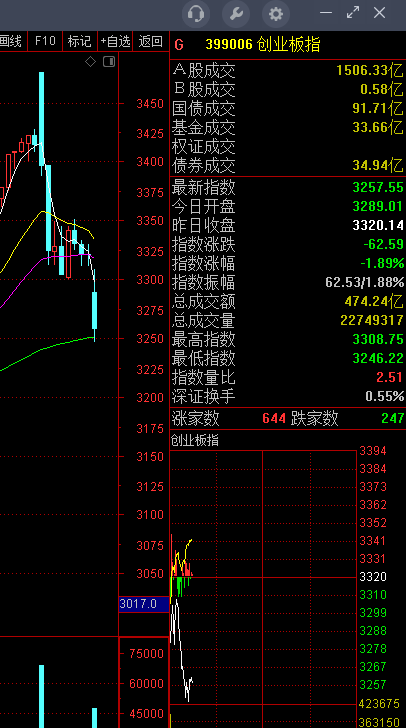 画线 F10 标记 +自选 返回
G 399006 创业板指
A股成交 1506.33亿
B股成交 0.58亿
国债成交 91.71亿
基金成交 33.66亿
权证成交
债券成交 34.94亿
最新指数 3257.55
今日开盘 3289.01
昨日收盘 3320.14
指数涨跌 -62.59
指数涨幅 -1.89%
指数振幅 62.53/1.88%
总成交额 474.24亿
总成交量 22749317
最高指数 3308.75
最低指数 3246.22
指数量比 2.51
深证换手 0.55%
涨家数 644 跌家数 247
创业板指
3450
3400
3375
3350
3325
3300
3275
3250
3225
3200
3175
3150
3125
3100
3075
3050
3017.0
75000
60000
45000
3394
3384
3373
3362
3352
3341
3331
3320
3310
3299
3288
3278
3267
3257
423675
363150